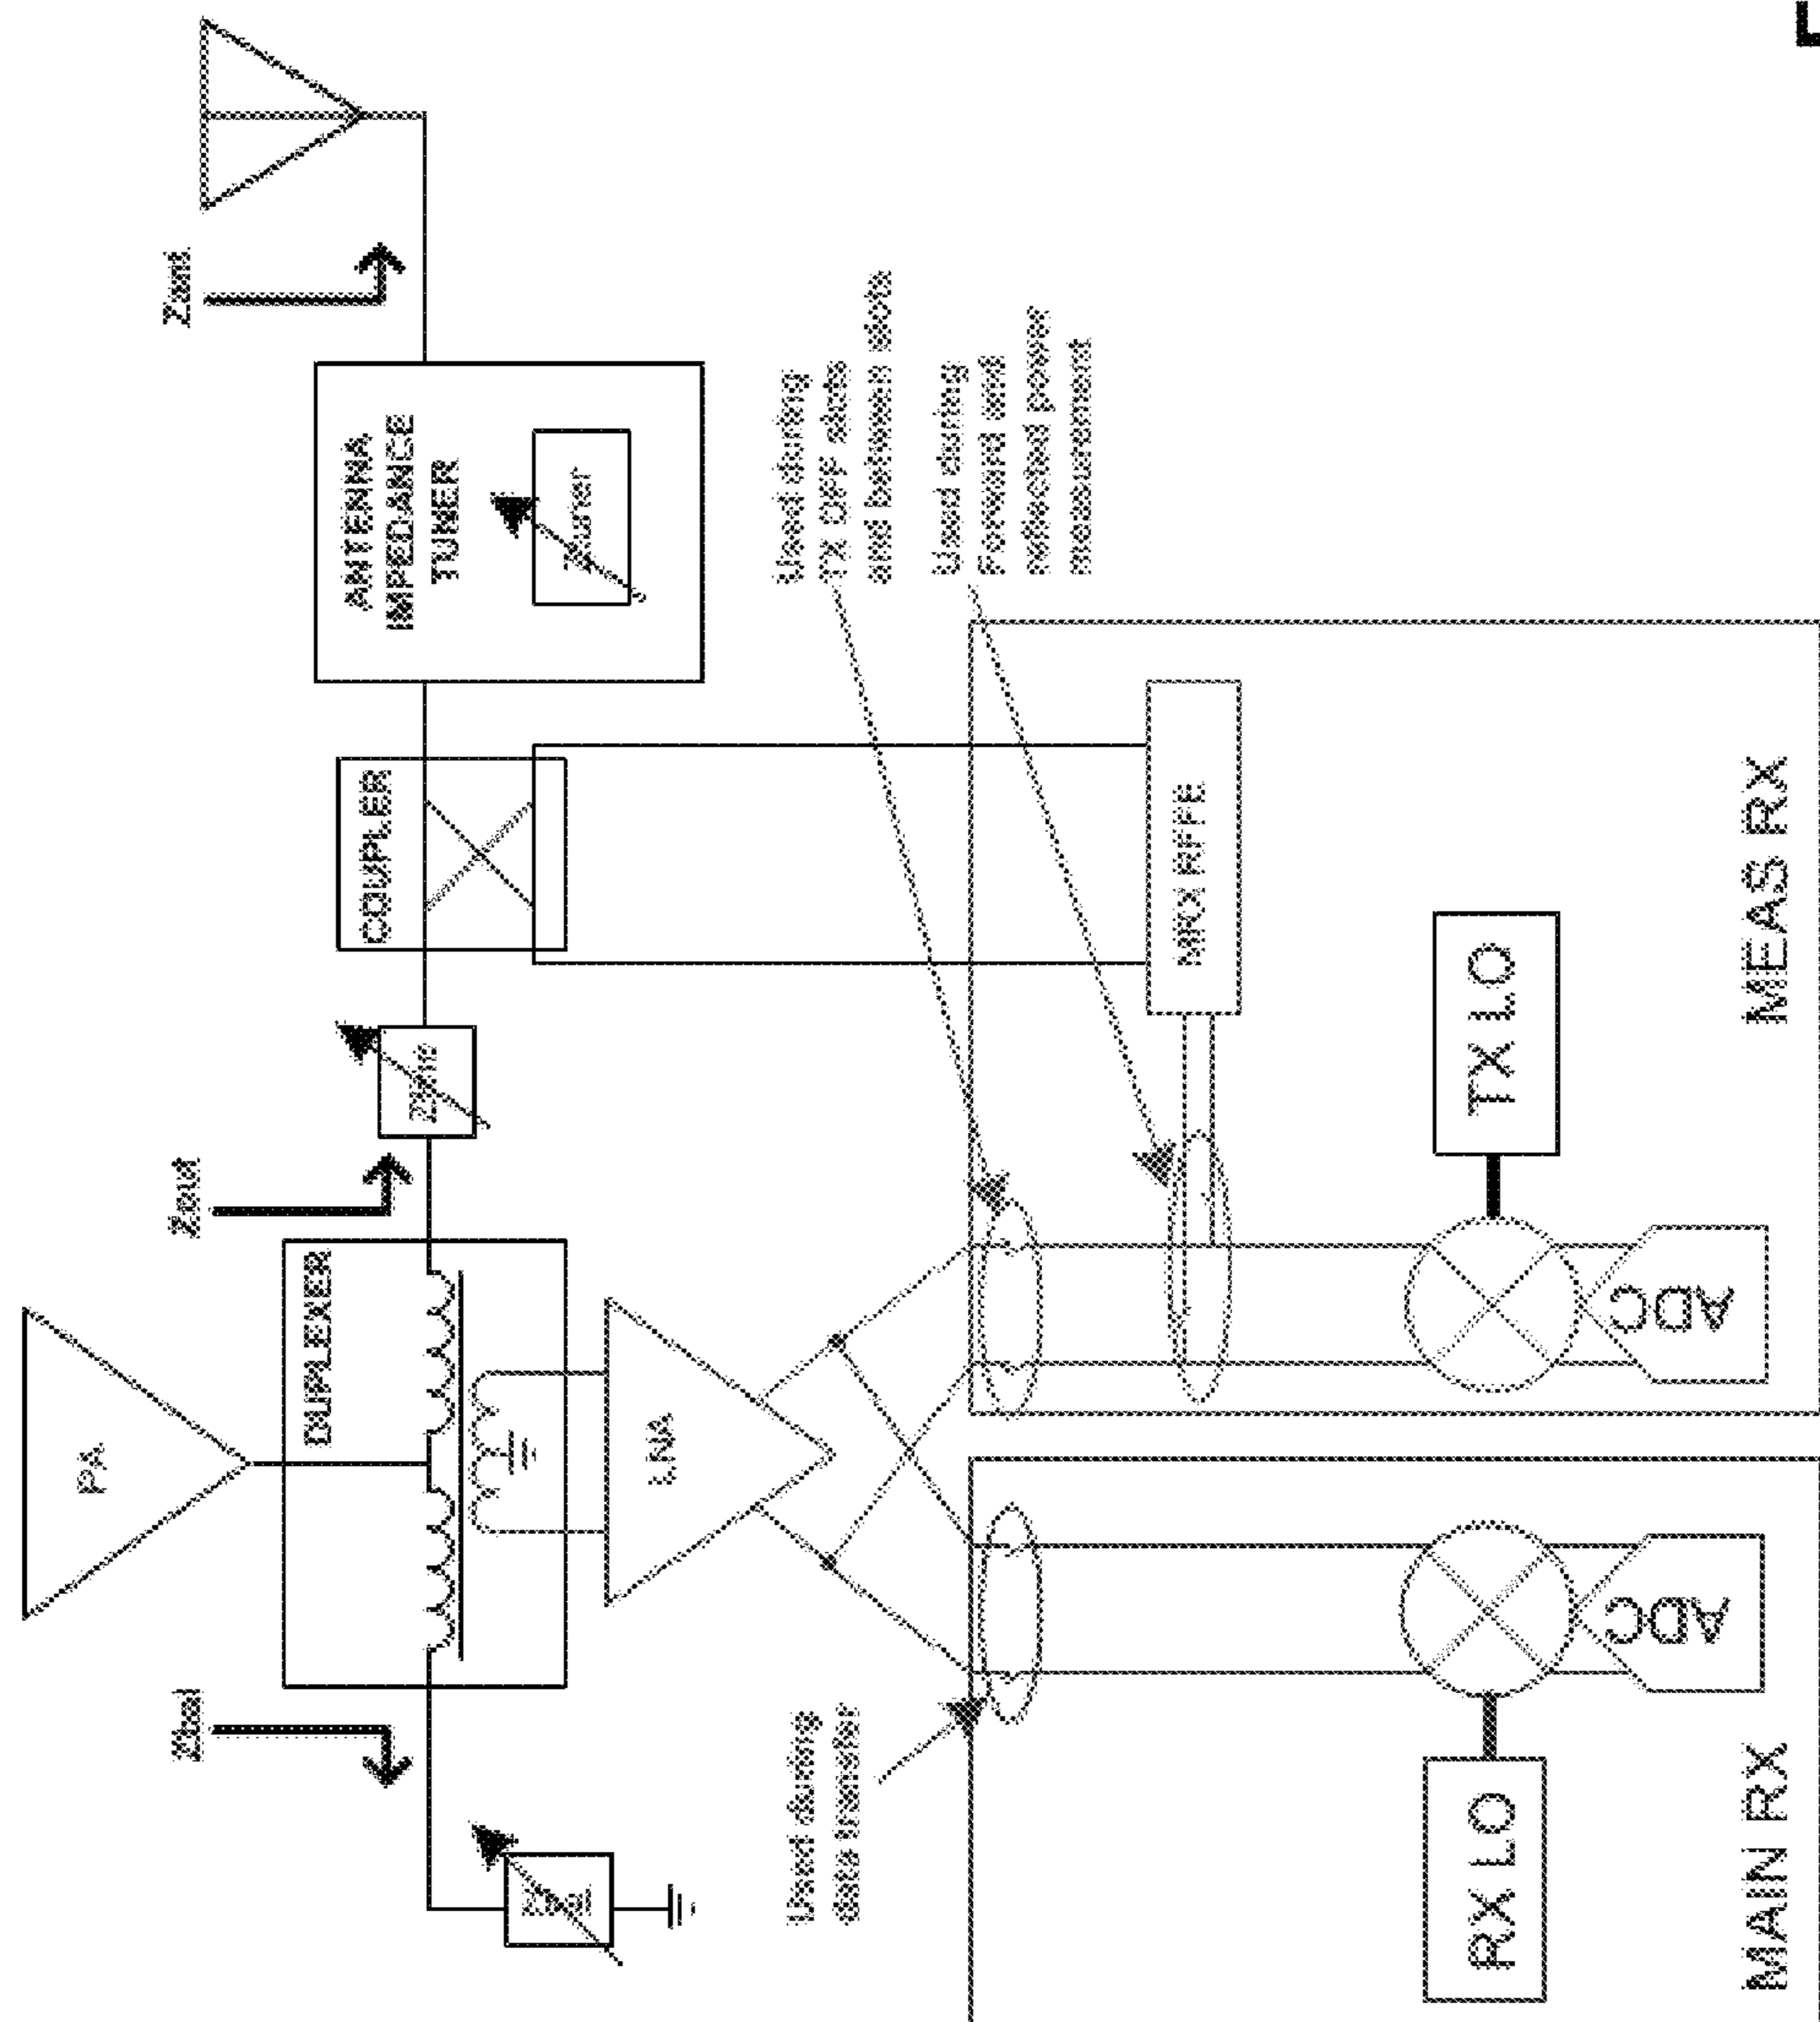 PA
Zbal
Zout
Zant
DUPLEXER
COUPLER
ANTENNA
IMPEDANCE
TUNER
Ztuner
LNA
Used during
data transfer
Used during
TX OFF slots
and between slots
Used during
Forward and
reflected power
measurement
MRX RFFE
RX LO
TX LO
ADC
ADC
MAIN RX
MEAS RX